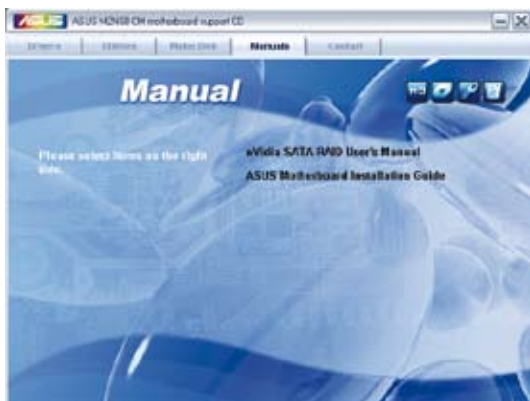 ASUS M2N68-CM motherboard support CD
Drivers Utilities Make Disk Manuals Contact
Manual
Please select items on the right
side.
nVidia SATA RAID User's Manual
ASUS Motherboard Installation Guide